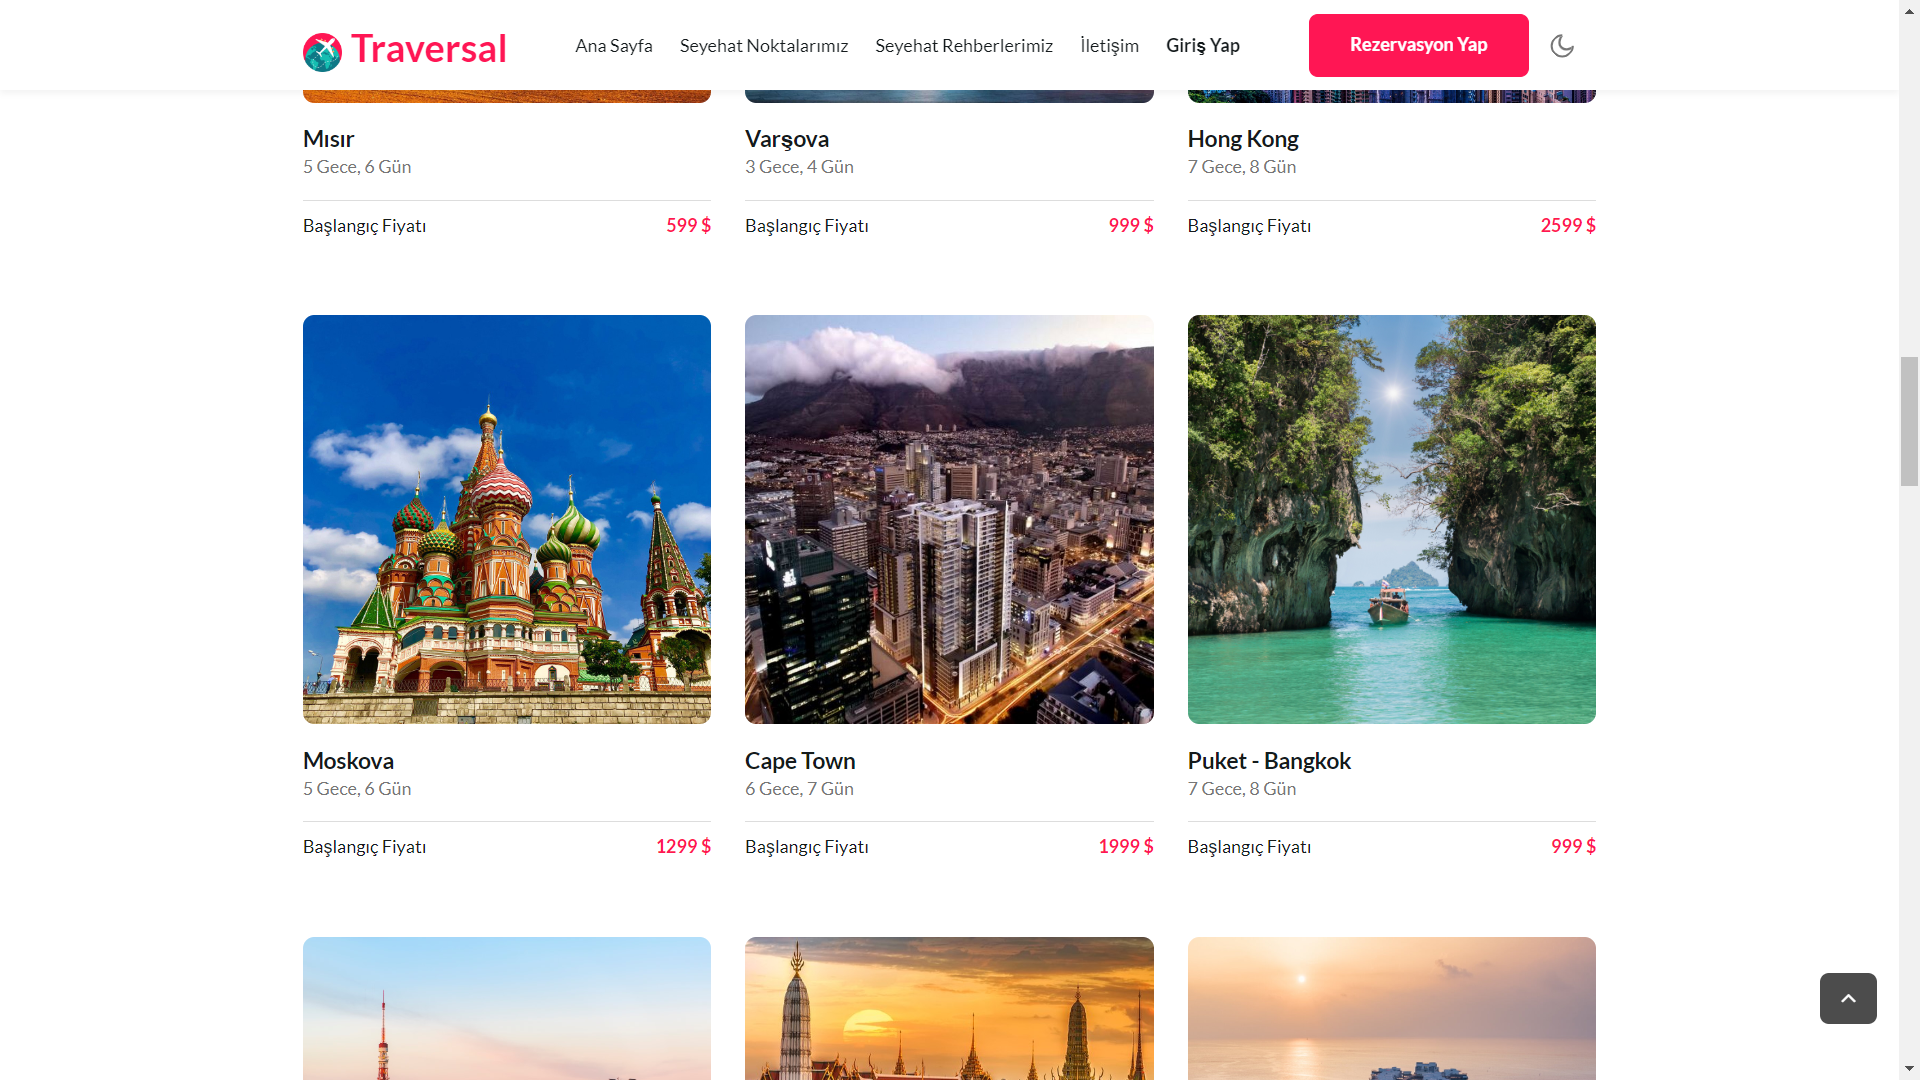 Traversal
Ana Sayfa
Seyehat Noktalarımız
Seyehat Rehberlerimiz
İletişim
Giriş Yap
Rezervasyon Yap
Mısır
5 Gece, 6 Gün
Başlangıç Fiyatı
599 $
Varşova
3 Gece, 4 Gün
Başlangıç Fiyatı
999 $
Hong Kong
7 Gece, 8 Gün
Başlangıç Fiyatı
2599 $
Moskova
5 Gece, 6 Gün
Başlangıç Fiyatı
1299 $
Cape Town
6 Gece, 7 Gün
Başlangıç Fiyatı
1999 $
Puket - Bangkok
7 Gece, 8 Gün
Başlangıç Fiyatı
999 $